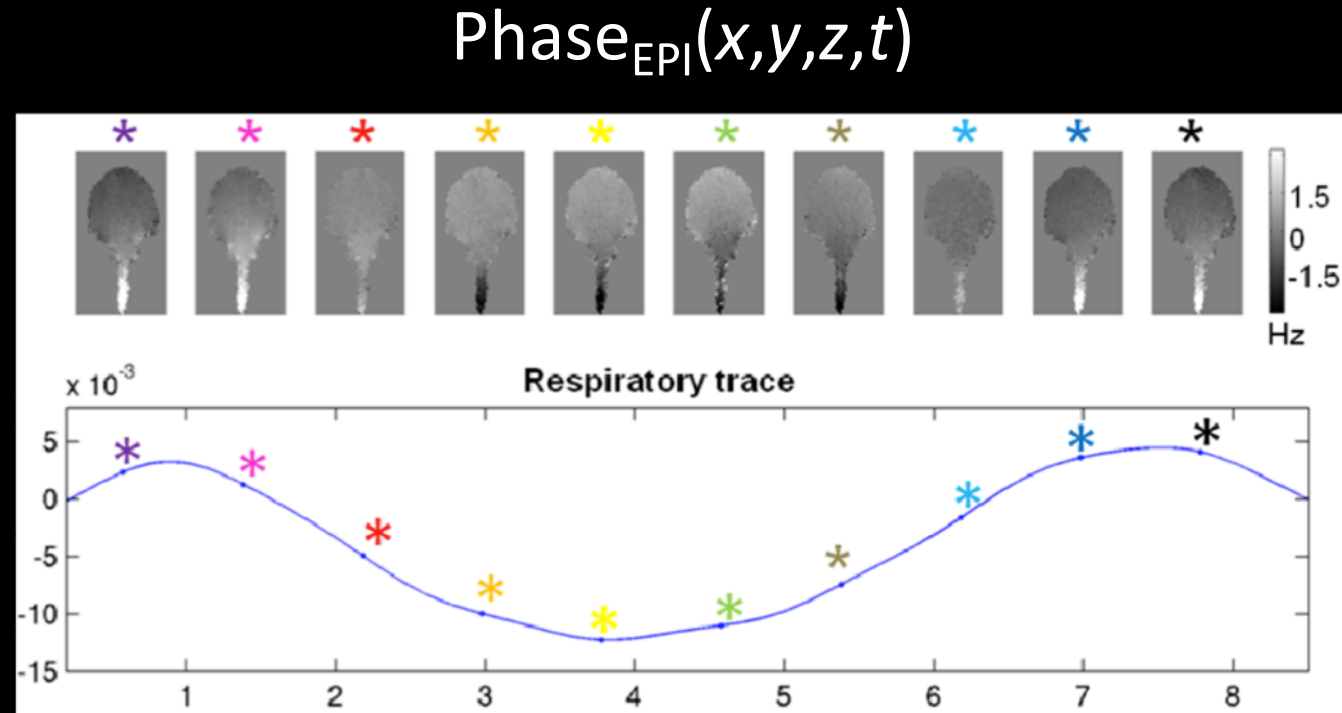 Phase_EPI(x,y,z,t)
* * * * * * * * * *
1.5
0
-1.5
Hz
x 10^-3
Respiratory trace
5
0
-5
-10
-15
1 2 3 4 5 6 7 8